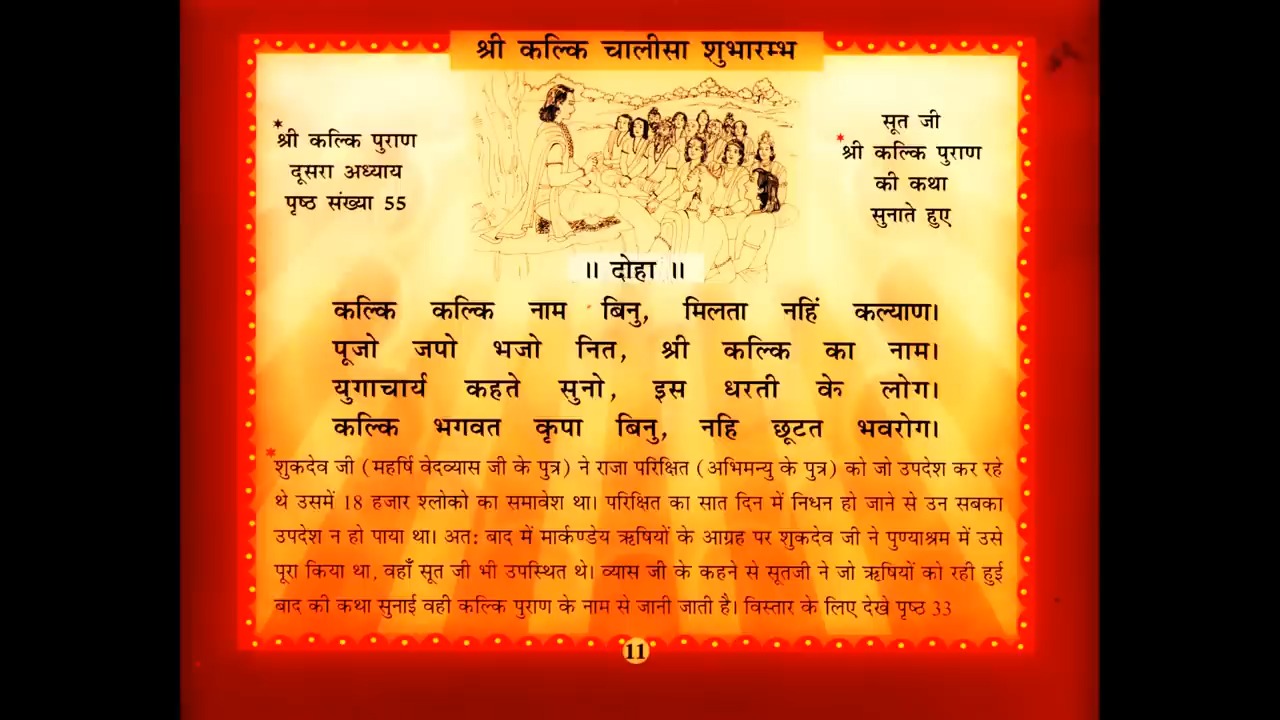 श्री कल्कि चालीसा शुभारम्भ
*श्री कल्कि पुराण
दूसरा अध्याय
पृष्ठ संख्या 55
सूत जी
*श्री कल्कि पुराण
की कथा
सुनाते हुए
॥ दोहा ॥
कल्कि कल्कि नाम बिनु, मिलता नहिं कल्याण।
पूजो जपो भजो नित, श्री कल्कि का नाम।
युगाचार्य कहते सुनो, इस धरती के लोग।
कल्कि भगवत कृपा बिनु, नहि छूटत भवरोग।
*शुकदेव जी (महर्षि वेदव्यास जी के पुत्र) ने राजा परिक्षित (अभिमन्यु के पुत्र) को जो उपदेश कर रहे
थे उसमें 18 हजार श्लोको का समावेश था। परिक्षित का सात दिन में निधन हो जाने से उन सबका
उपदेश न हो पाया था। अत: बाद में मार्कण्डेय ऋषियों के आग्रह पर शुकदेव जी ने पुण्याश्रम में उसे
पूरा किया था, वहाँ सूत जी भी उपस्थित थे। व्यास जी के कहने से सूतजी ने जो ऋषियों को रही हुई
बाद की कथा सुनाई वही कल्कि पुराण के नाम से जानी जाती है। विस्तार के लिए देखे पृष्ठ 33
11